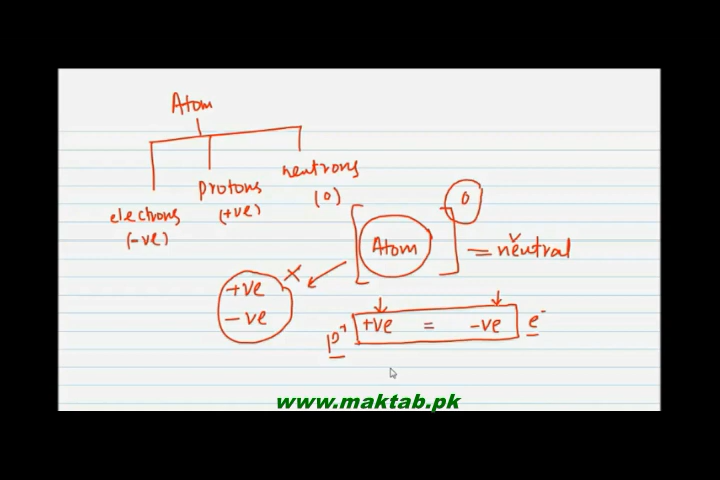 Atom
electrons
(-ve)
protons
(+ve)
neutrons
(0)
[Atom]⁰ = neutral
+ve
-ve
x
p⁺ +ve = -ve e⁻
www.maktab.pk